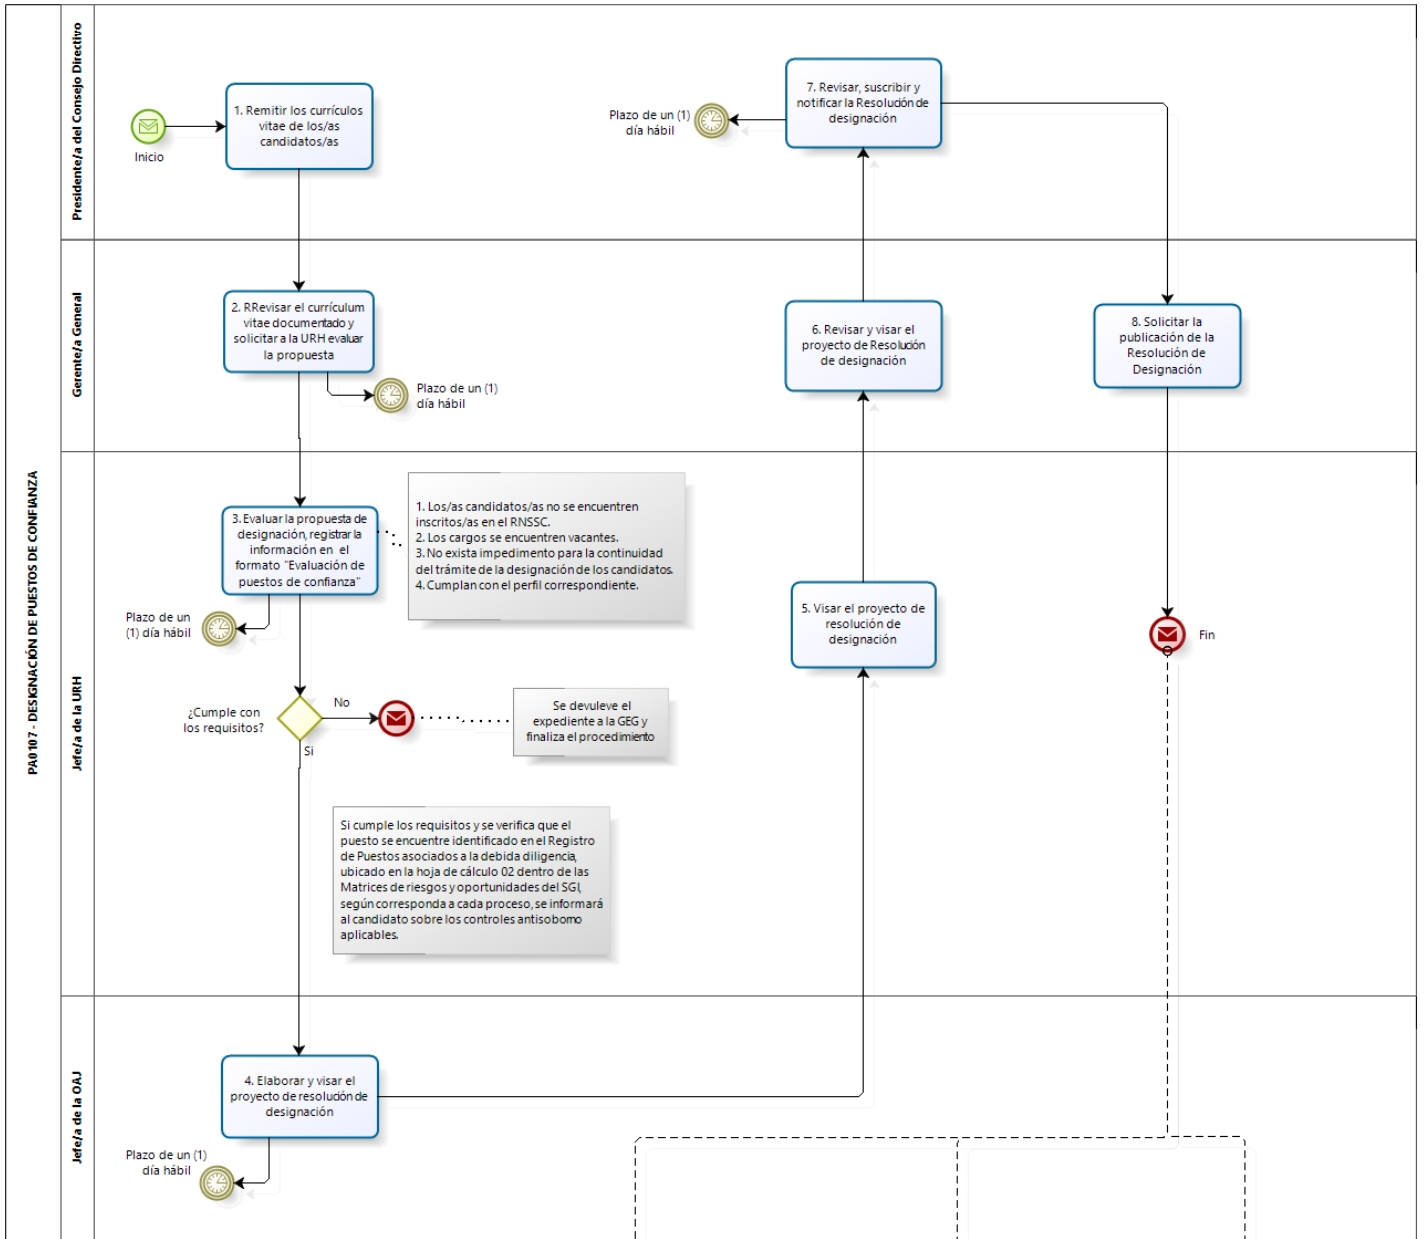 PA0107 - DESIGNACIÓN DE PUESTOS DE CONFIANZA
Presidente/a del Consejo Directivo
Inicio
1. Remitir los currículos
vitae de los/as
candidatos/as
Plazo de un (1)
día hábil
7. Revisar, suscribir y
notificar la Resolución de
designación
Gerente/a General
2. RRevisar el currículum
vitae documentado y
solicitar a la URH evaluar
la propuesta
Plazo de un (1)
día hábil
6. Revisar y visar el
proyecto de Resolución
de designación
8. Solicitar la
publicación de la
Resolución de
Designación
Jefe/a de la URH
3. Evaluar la propuesta de
designación, registrar la
información en el
formato "Evaluación de
puestos de confianza"
1. Los/as candidatos/as no se encuentren
inscritos/as en el RNSSC.
2. Los cargos se encuentren vacantes.
3. No exista impedimento para la continuidad
del trámite de la designación de los candidatos.
4. Cumplan con el perfil correspondiente.
Plazo de un
(1) día hábil
5. Visar el proyecto de
resolución de
designación
Fin
¿Cumple con
los requisitos?
No
Si
Se devuleve el
expediente a la GEG y
finaliza el procedimiento
Si cumple los requisitos y se verifica que el
puesto se encuentre identificado en el Registro
de Puestos asociados a la debida diligencia,
ubicado en la hoja de cálculo 02 dentro de las
Matrices de riesgos y oportunidades del SGI,
según corresponda a cada proceso, se informará
al candidato sobre los controles antisoborno
aplicables.
Jefe/a de la OAJ
4. Elaborar y visar el
proyecto de resolución de
designación
Plazo de un (1)
día hábil